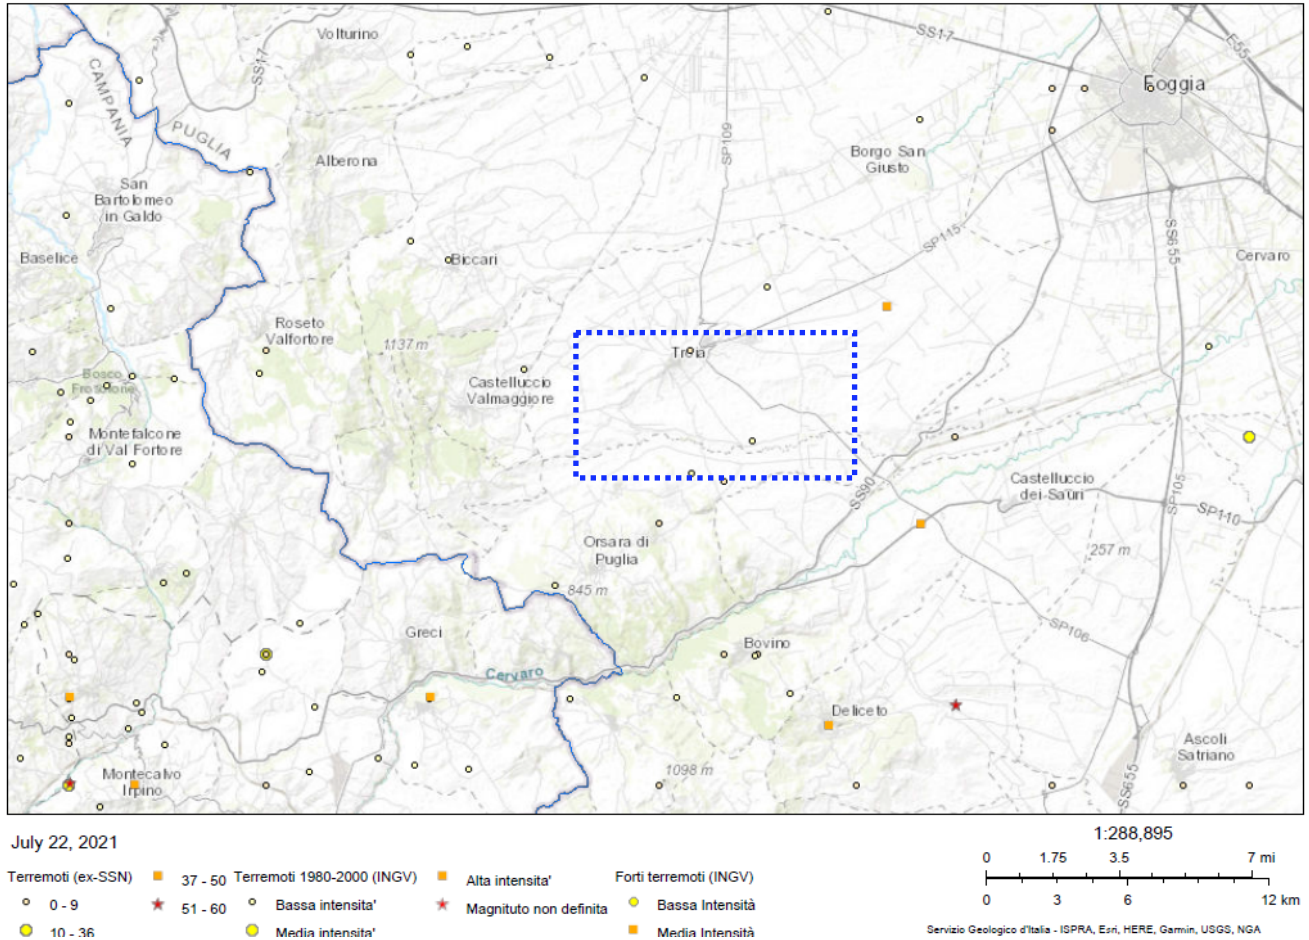 Volturino
SS17
SS17
E55
Foggia
CAMPANIA
PUGLIA
SP109
Alberona
Borgo San
Giusto
San
Bartolomeo
in Galdo
SS655
SP115
Baselice
Biccari
Cervaro
Roseto
Valfortore
1137 m
Troia
Bosco
Castelluccio
Valmaggiore
Montefalcone
di Val Fortore
Castelluccio
dei Sauri
SS90
SP105
SP110
Orsara di
Puglia
257 m
845 m
Greci
SP106
Bovino
Cervaro
Deliceto
Ascoli
Satriano
Montecalvo
Irpino
1098 m
SS655
July 22, 2021
1:288,895
0 1.75 3.5 7 mi
0 3 6 12 km
Terremoti (ex-SSN)
0 - 9
10 - 36
37 - 50
51 - 60
Terremoti 1980-2000 (INGV)
Bassa intensita'
Media intensita'
Alta intensita'
Magnituto non definita
Forti terremoti (INGV)
Bassa Intensità
Media Intensità
Servizio Geologico d'Italia - ISPRA, Esri, HERE, Garmin, USGS, NGA